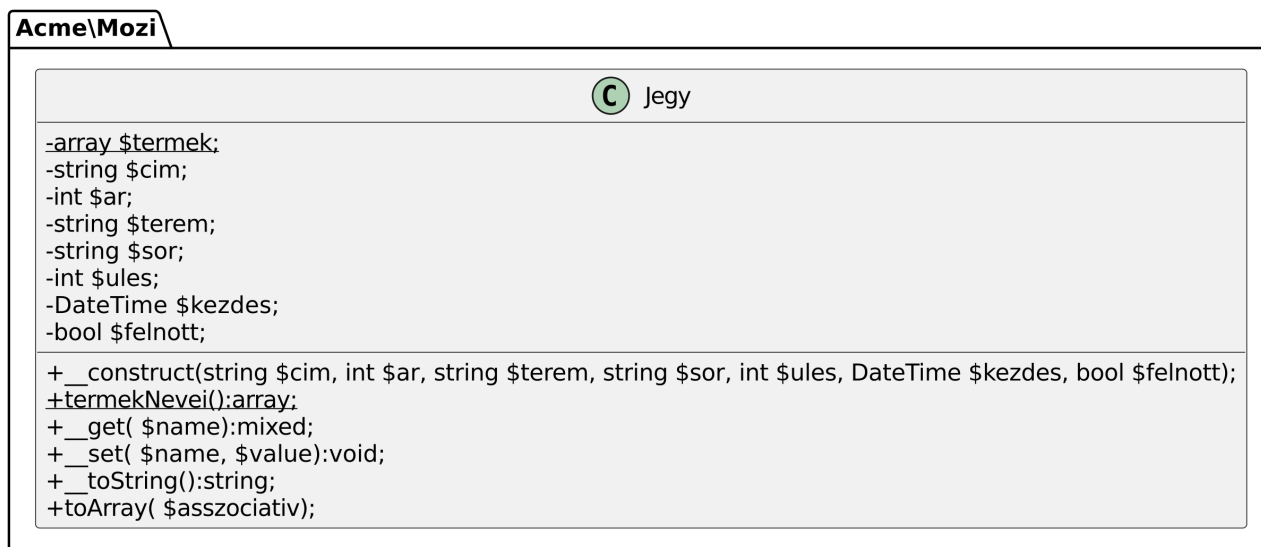 Acme\Mozi
C Jegy
-array $termek;
-string $cim;
-int $ar;
-string $terem;
-string $sor;
-int $ules;
-DateTime $kezdes;
-bool $felnott;
+__construct(string $cim, int $ar, string $terem, string $sor, int $ules, DateTime $kezdes, bool $felnott);
+termekNevei():array;
+__get( $name):mixed;
+__set( $name, $value):void;
+__toString():string;
+toArray( $asszociativ);